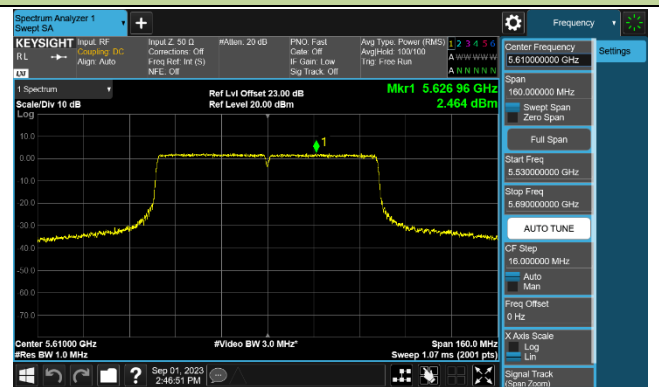 Spectrum Analyzer 1
Swept SA
+
Frequency
KEYSIGHT
RL
LXI
Input: RF
Coupling: DC
Align: Auto
Input Z: 50 Ω
Corrections: Off
Freq Ref: Int (S)
NFE: Off
#Atten: 20 dB
PNO: Fast
Gate: Off
IF Gain: Low
Sig Track: Off
Avg Type: Power (RMS)
Avg|Hold: 100/100
Trig: Free Run
1 2 3 4 5 6
A W W W W W
A N N N N N
1 Spectrum
Scale/Div 10 dB
Log
Ref Lvl Offset 23.00 dB
Ref Level 20.00 dBm
Mkr1 5.626 96 GHz
2.464 dBm
1
10.0
0.00
-10.0
-20.0
-30.0
-40.0
-50.0
-60.0
-70.0
Center 5.61000 GHz
#Res BW 1.0 MHz
#Video BW 3.0 MHz*
Span 160.0 MHz
Sweep 1.07 ms (2001 pts)
Center Frequency
5.610000000 GHz
Settings
Span
160.000000 MHz
Swept Span
Zero Span
Full Span
Start Freq
5.530000000 GHz
Stop Freq
5.690000000 GHz
AUTO TUNE
CF Step
16.000000 MHz
Auto
Man
Freq Offset
0 Hz
X Axis Scale
Log
Lin
Signal Track
(Span Zoom)
?
Sep 01, 2023
2:46:51 PM